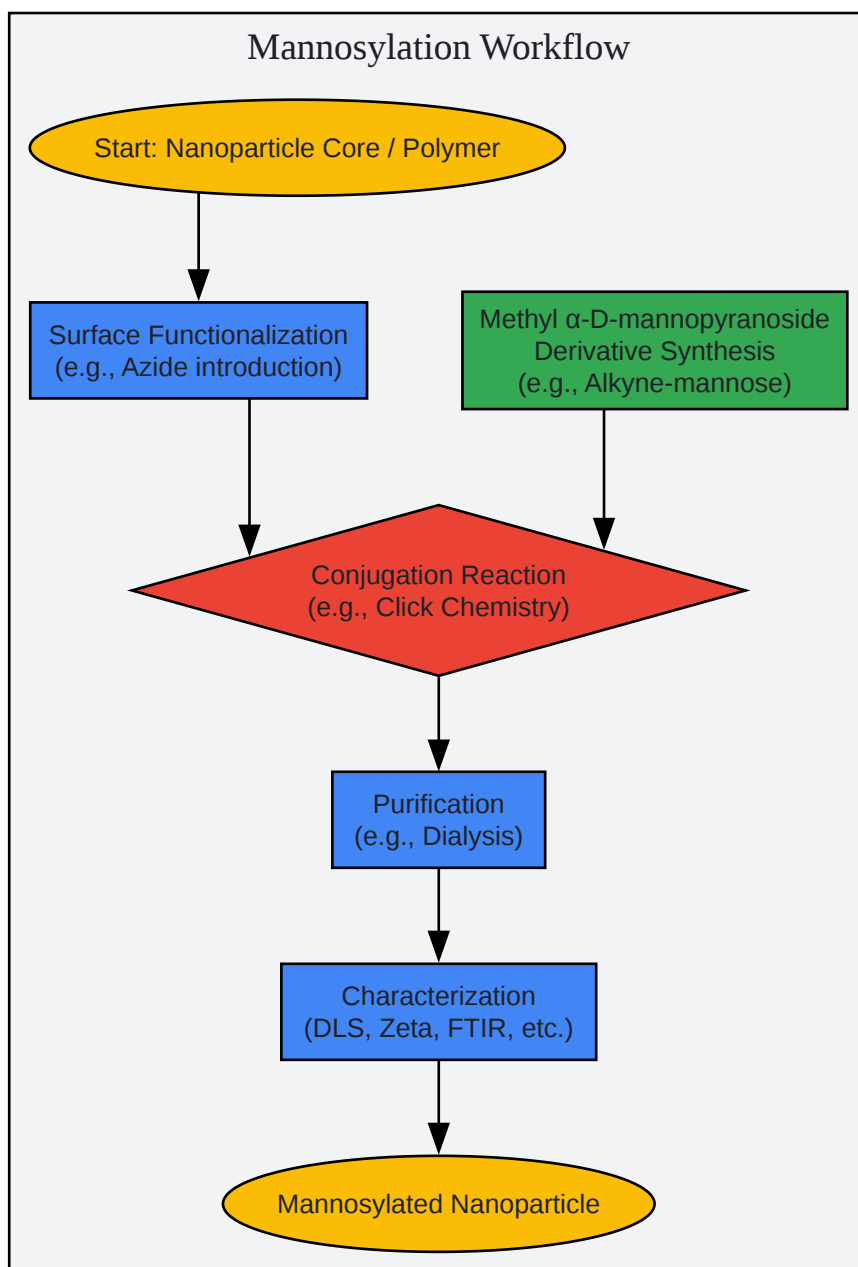 Mannosylation Workflow
Start: Nanoparticle Core / Polymer
Surface Functionalization
(e.g., Azide introduction)
Methyl α-D-mannopyranoside
Derivative Synthesis
(e.g., Alkyne-mannose)
Conjugation Reaction
(e.g., Click Chemistry)
Purification
(e.g., Dialysis)
Characterization
(DLS, Zeta, FTIR, etc.)
Mannosylated Nanoparticle